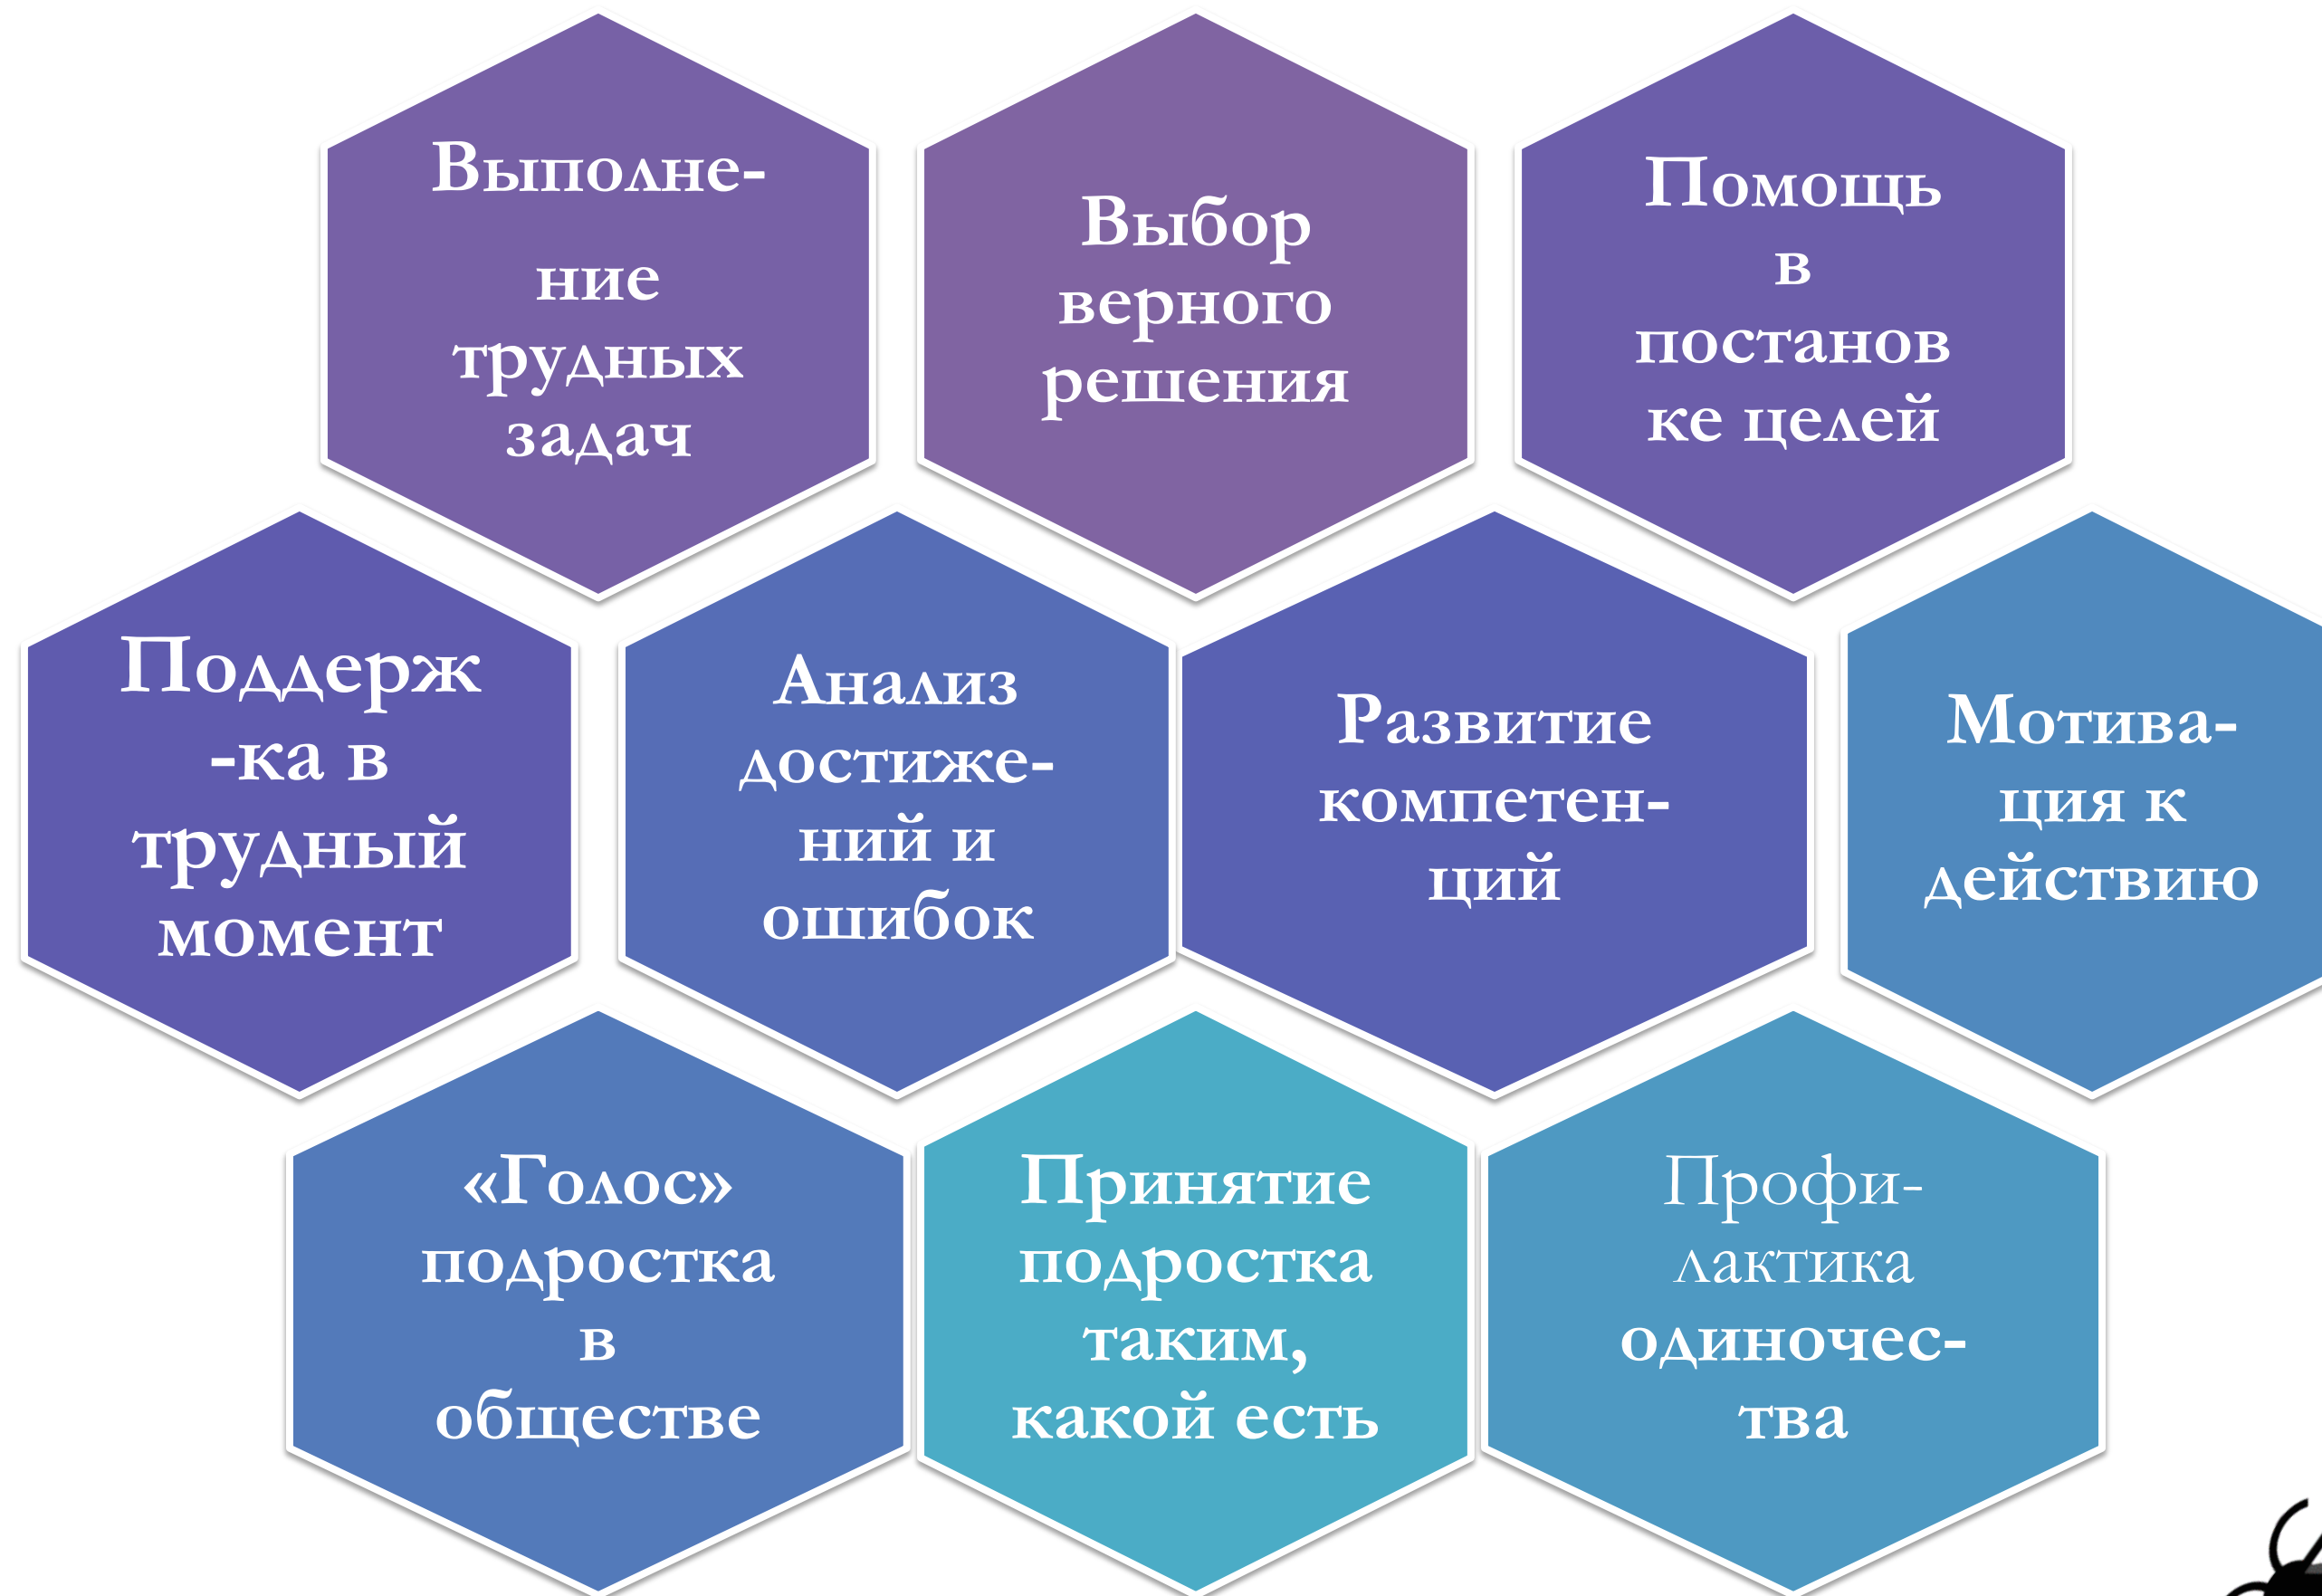 Выполне-
ние
трудных
задач
Выбор
верного
решения
Помощь
в
постанов
ке целей
Поддерж
-ка в
трудный
момент
Анализ
достиже-
ний и
ошибок
Развитие
компетен-
ций
Мотива-
ция к
действию
«Голос»
подростка
в
обществе
Принятие
подростка
таким,
какой есть
Профи-
лактика
одиночес-
тва